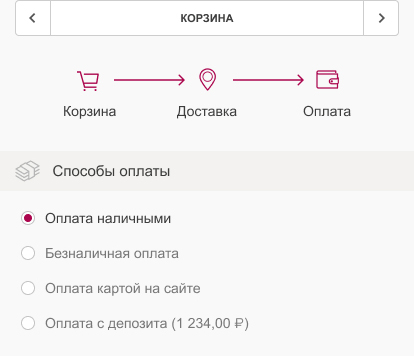 КОРЗИНА
Корзина Доставка Оплата
Способы оплаты
Оплата наличными
Безналичная оплата
Оплата картой на сайте
Оплата с депозита (1 234,00 ₽)